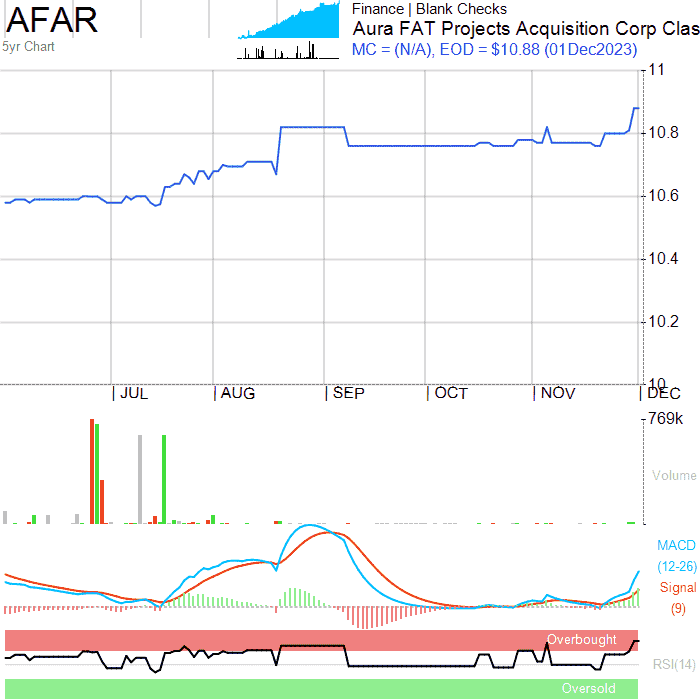 AFAR
5yr Chart
Finance | Blank Checks
Aura FAT Projects Acquisition Corp Clas
MC = (N/A), EOD = $10.88 (01Dec2023)
11
10.8
10.6
10.4
10.2
10
JUL AUG SEP OCT NOV DEC
769k
Volume
MACD
(12-26)
Signal
(9)
Overbought
RSI(14)
Oversold